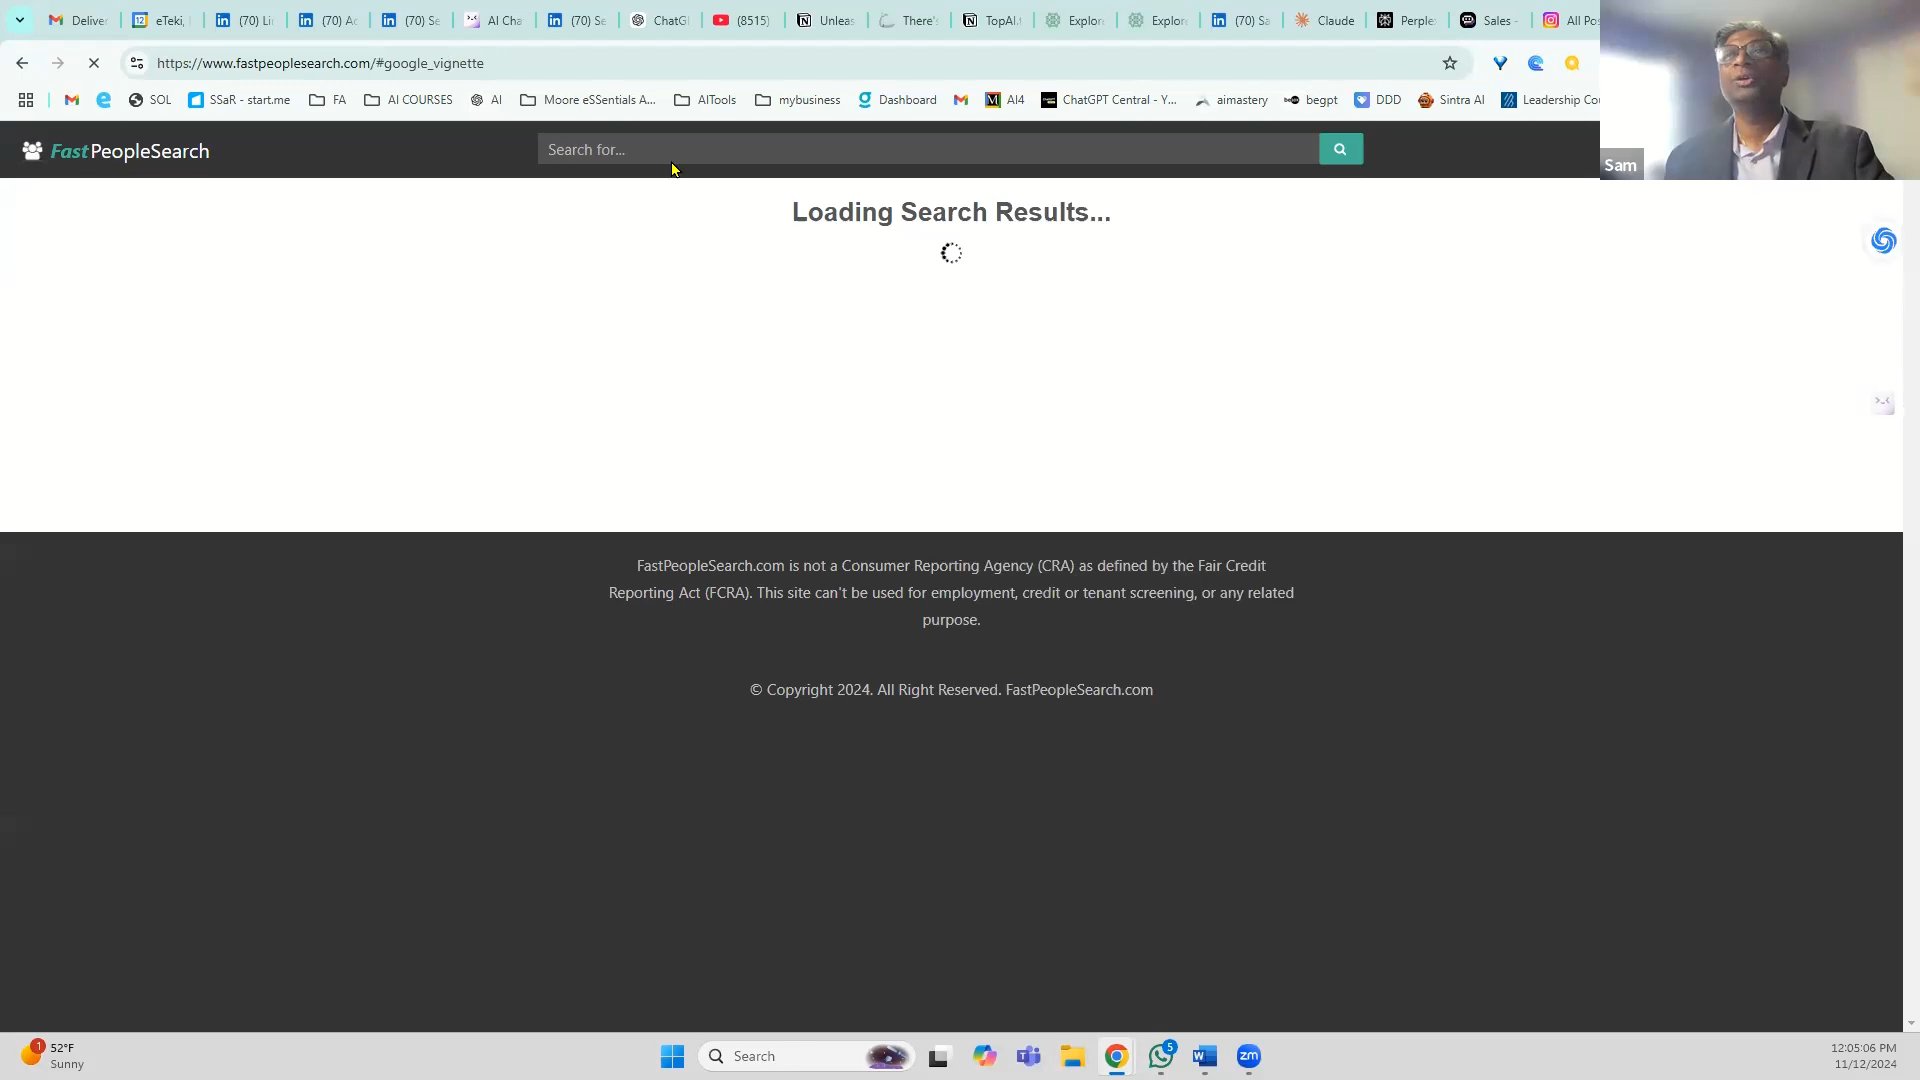 Deliver
eTeki,
(70) Li
(70) Ac
(70) Se
AI Cha
(70) Se
ChatG
(8515)
Unleas
There's
TopAI.
Explor
Explor
(70) Sa
Claude
Perple
Sales -
All Pos
https://www.fastpeoplesearch.com/#google_vignette
SOL
SSaR - start.me
FA
AI COURSES
AI
Moore eSSentials A...
AITools
mybusiness
Dashboard
AI4
ChatGPT Central - Y...
aimastery
begpt
DDD
Sintra AI
Leadership Cou
FastPeopleSearch
Search for...
Sam
Loading Search Results...
FastPeopleSearch.com is not a Consumer Reporting Agency (CRA) as defined by the Fair Credit
Reporting Act (FCRA). This site can't be used for employment, credit or tenant screening, or any related
purpose.
© Copyright 2024. All Right Reserved. FastPeopleSearch.com
1
52°F
Sunny
Search
5
zm
12:05:06 PM
11/12/2024